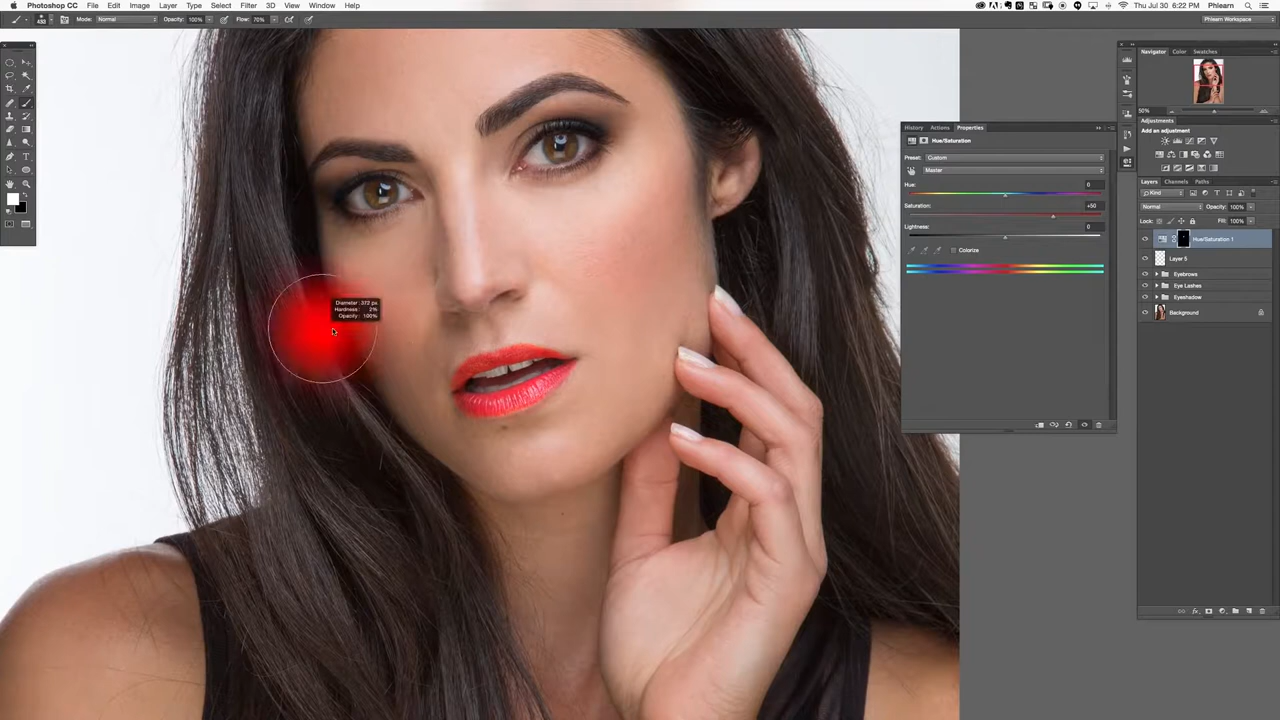 Photoshop CC File Edit Image Layer Type Select Filter 3D View Window Help Thu Jul 30 6:22 PM Phlearn
Mode: Normal Opacity: 100% Flow: 70% Phlearn Workspace
Navigator Color Swatches
50%
Adjustments
Add an adjustment
History Actions Properties
Hue/Saturation
Preset: Custom
Master
Hue: 0
Saturation: +50
Lightness: 0
Colorize
Layers Channels Paths
Kind
Normal Opacity: 100%
Lock: Fill: 100%
Hue/Saturation 1
Layer 5
Eyebrows
Eye Lashes
Eyeshadow
Background
Diameter: 372 px
Hardness: 2%
Opacity: 100%